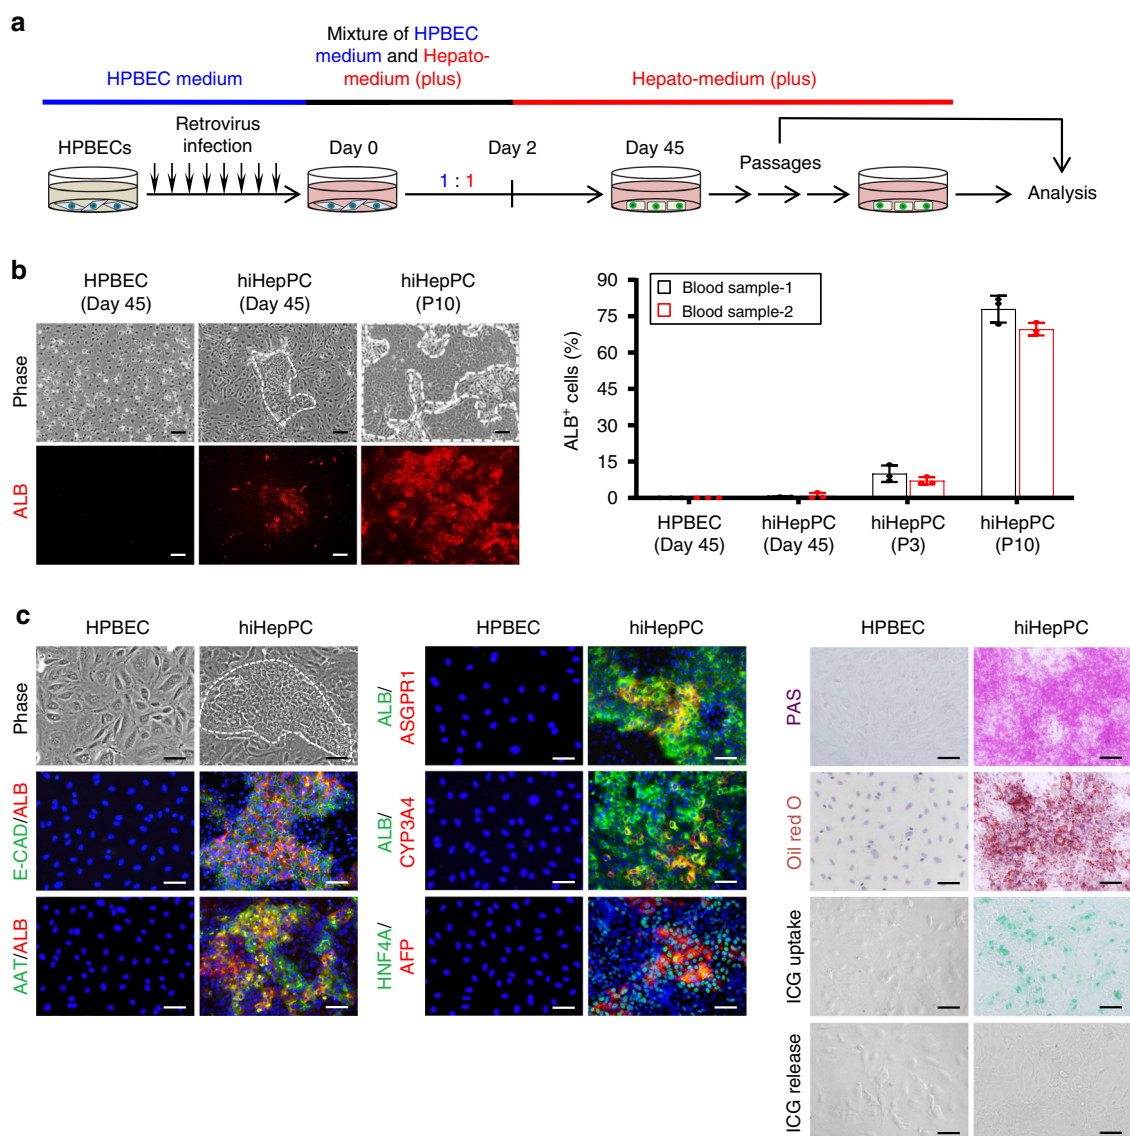 a
HPBEC medium
Mixture of HPBEC
medium and Hepato-
medium (plus)
Hepato-medium (plus)
HPBECs
Retrovirus
infection
Day 0
1 : 1
Day 2
Day 45
Passages
Analysis
b
HPBEC
(Day 45)
hiHepPC
(Day 45)
hiHepPC
(P10)
Phase
ALB
ALB+ cells (%)
90
75
60
45
30
15
0
Blood sample-1
Blood sample-2
HPBEC
(Day 45)
hiHepPC
(Day 45)
hiHepPC
(P3)
hiHepPC
(P10)
c
HPBEC
hiHepPC
Phase
E-CAD/ALB
AAT/ALB
HPBEC
hiHepPC
ALB/
ASGPR1
ALB/
CYP3A4
HNF4A/
AFP
HPBEC
hiHepPC
PAS
Oil red O
ICG uptake
ICG release